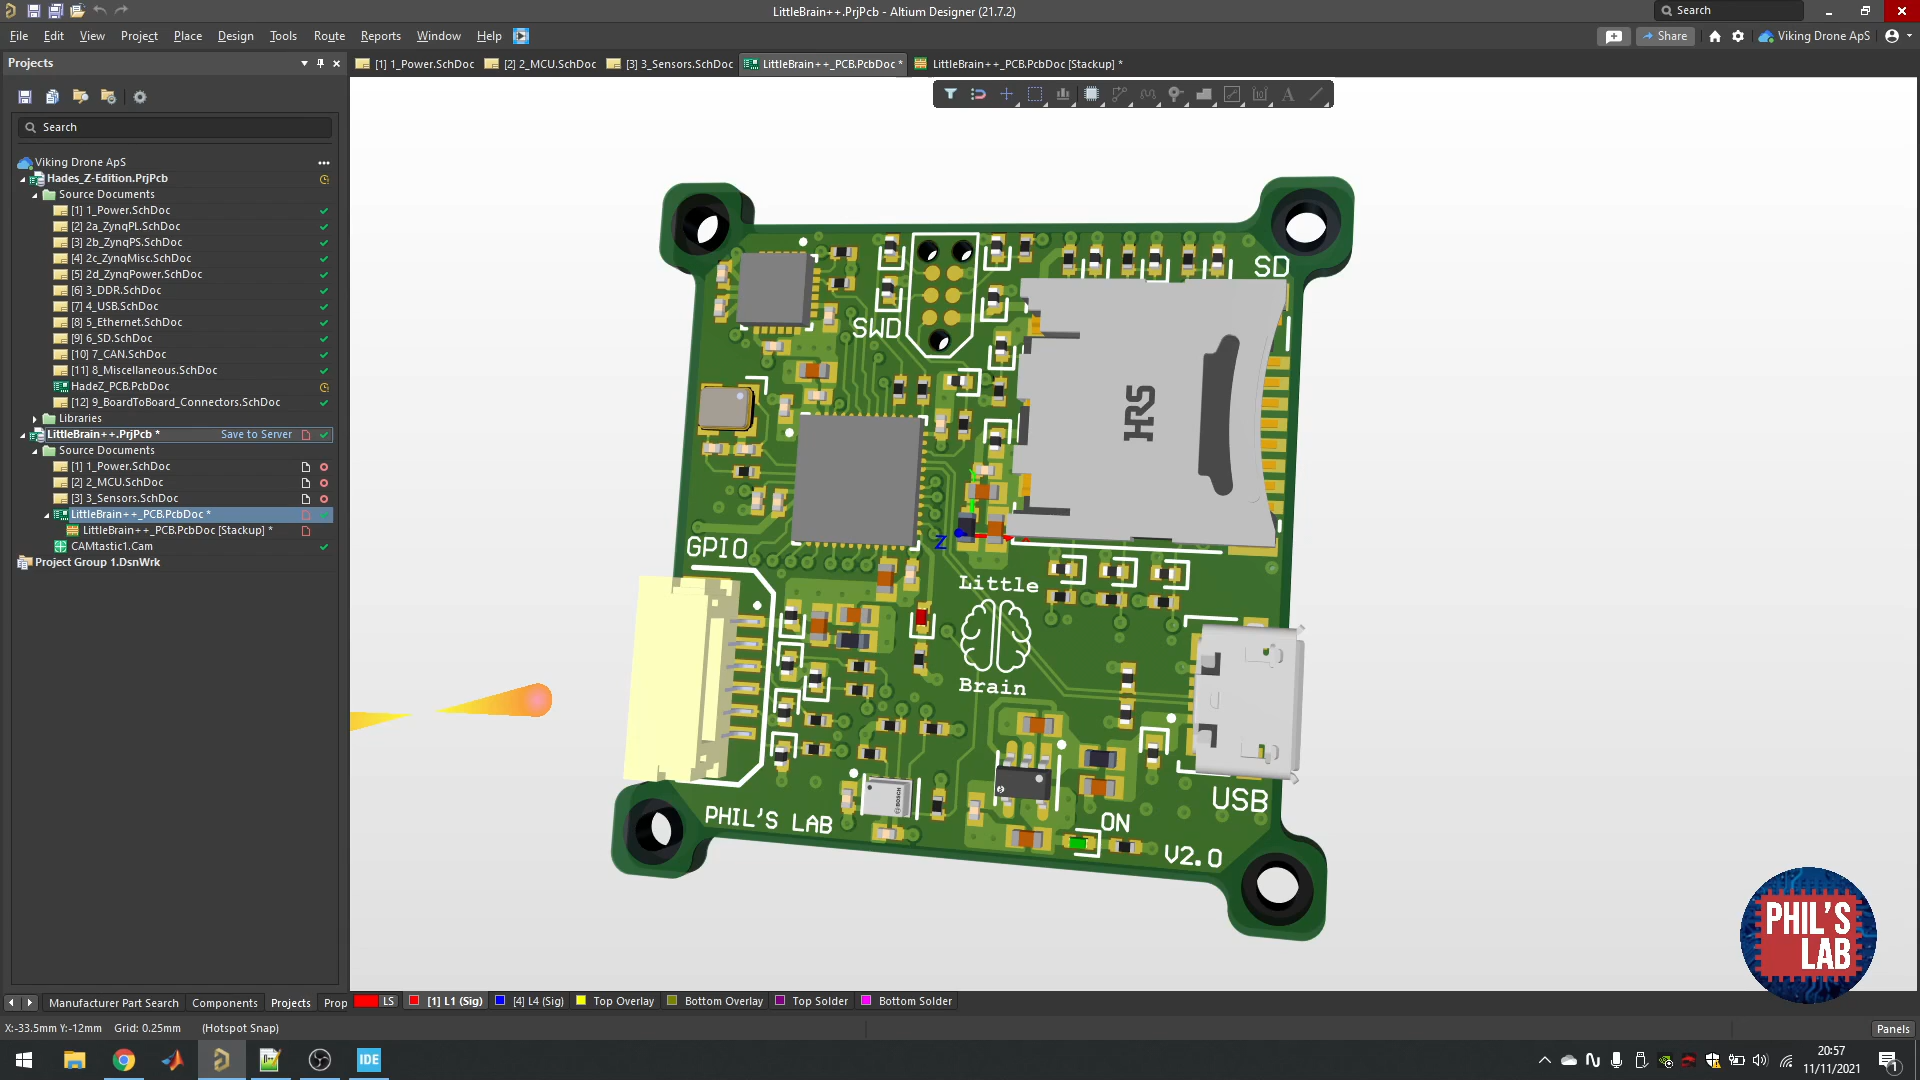 LittleBrain++.PrjPcb - Altium Designer (21.7.2)
Search
File Edit View Project Place Design Tools Route Reports Window Help
Share
Viking Drone ApS
Projects
[1] 1_Power.SchDoc
[2] 2_MCU.SchDoc
[3] 3_Sensors.SchDoc
LittleBrain++_PCB.PcbDoc *
LittleBrain++_PCB.PcbDoc [Stackup] *
Search
Viking Drone ApS
Hades_Z-Edition.PrjPcb
Source Documents
[1] 1_Power.SchDoc
[2] 2a_ZynqPL.SchDoc
[3] 2b_ZynqPS.SchDoc
[4] 2c_ZynqMisc.SchDoc
[5] 2d_ZynqPower.SchDoc
[6] 3_DDR.SchDoc
[7] 4_USB.SchDoc
[8] 5_Ethernet.SchDoc
[9] 6_SD.SchDoc
[10] 7_CAN.SchDoc
[11] 8_Miscellaneous.SchDoc
HadeZ_PCB.PcbDoc
[12] 9_BoardToBoard_Connectors.SchDoc
Libraries
LittleBrain++.PrjPcb *
Save to Server
Source Documents
[1] 1_Power.SchDoc
[2] 2_MCU.SchDoc
[3] 3_Sensors.SchDoc
LittleBrain++_PCB.PcbDoc *
LittleBrain++_PCB.PcbDoc [Stackup] *
CAMtastic1.Cam
Project Group 1.DsnWrk
SD
SWD
HRS
Z
GPIO
Little
Brain
BOSCH
PHIL'S LAB
USB
ON
V2.0
PHIL'S
LAB
Manufacturer Part Search
Components
Projects
Prop
LS
[1] L1 (Sig)
[4] L4 (Sig)
Top Overlay
Bottom Overlay
Top Solder
Bottom Solder
X:-33.5mm Y:-12mm Grid: 0.25mm (Hotspot Snap)
Panels
IDE
20:57
11/11/2021
1